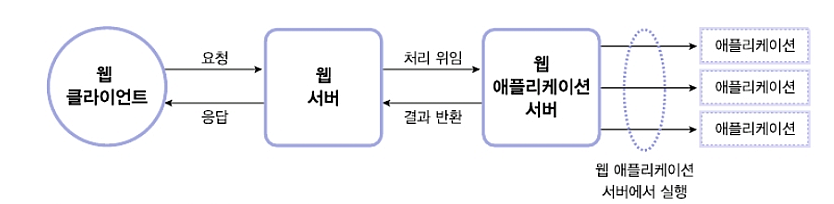 웹
클라이언트
요청
응답
웹
서버
처리 위임
결과 반환
웹
애플리케이션
서버
애플리케이션
애플리케이션
애플리케이션
웹 애플리케이션
서버에서 실행